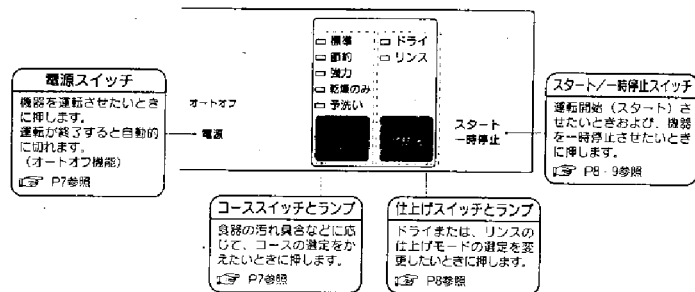 標準
節約
強力
乾燥のみ
予洗い
ドライ
リンス
オートオフ
電源
スタート
一時停止
電源スイッチ
機器を運転させたいとき
に押します。
運転が終了すると自動的
に切れます。
(オートオフ機能)
P7参照
スタート/一時停止スイッチ
運転開始(スタート)さ
せたいときおよび、機器
を一時停止させたいとき
に押します。
P8・9参照
コーススイッチとランプ
食器の汚れ具合などに応
じて、コースの選定をか
えたいときに押します。
P7参照
仕上げスイッチとランプ
ドライまたは、リンスの
仕上げモードの選定を変
更したいときに押します。
P8参照